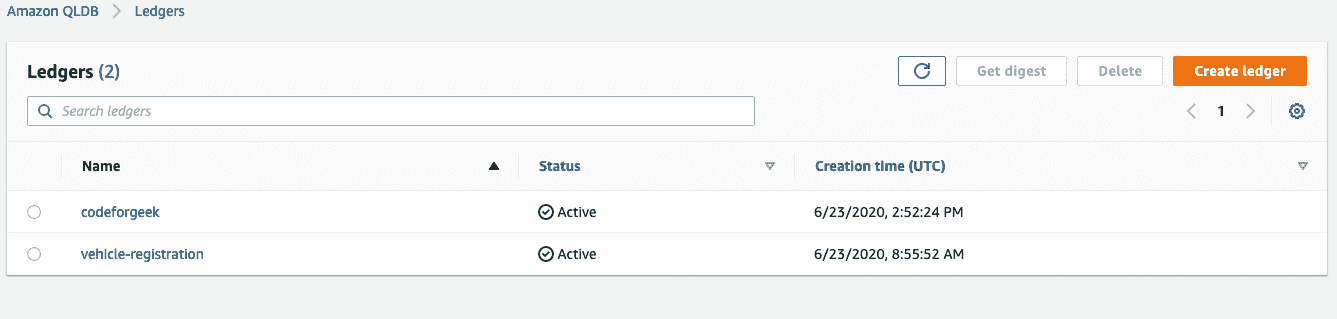 Amazon QLDB > Ledgers
Ledgers (2)
Get digest
Delete
Create ledger
Search ledgers
1
Name Status Creation time (UTC)
codeforgeek Active 6/23/2020, 2:52:24 PM
vehicle-registration Active 6/23/2020, 8:55:52 AM